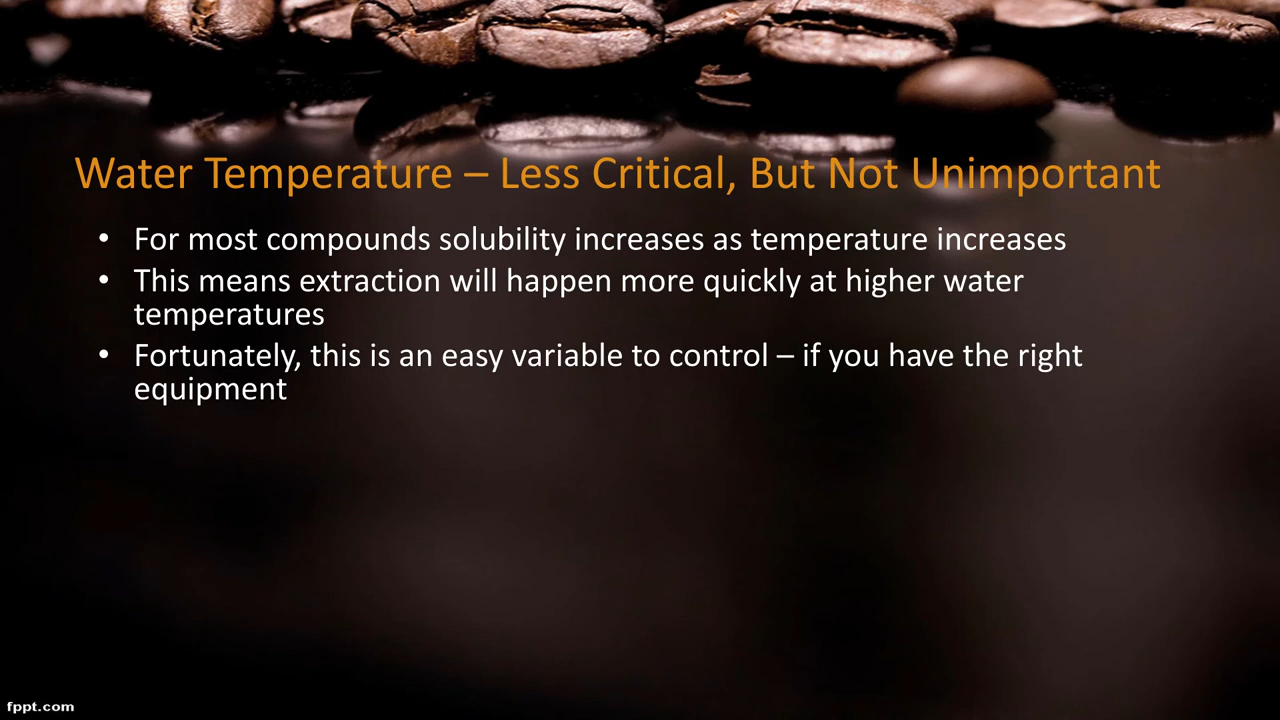 Water Temperature – Less Critical, But Not Unimportant
• For most compounds solubility increases as temperature increases
• This means extraction will happen more quickly at higher water
temperatures
• Fortunately, this is an easy variable to control – if you have the right
equipment
fppt.com